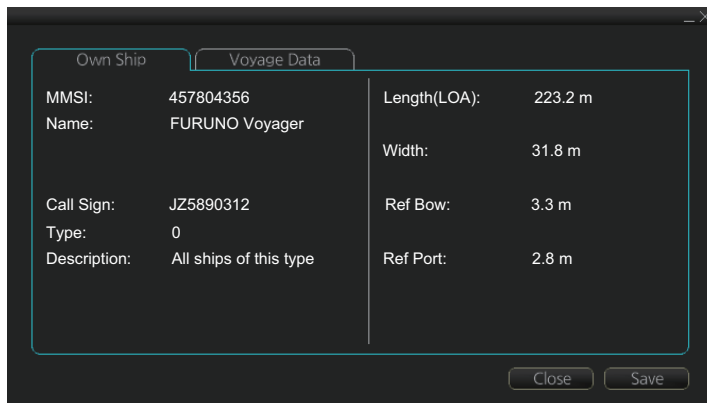 Own Ship
Voyage Data
MMSI: 457804356
Name: FURUNO Voyager
Call Sign: JZ5890312
Type: 0
Description: All ships of this type
Length(LOA): 223.2 m
Width: 31.8 m
Ref Bow: 3.3 m
Ref Port: 2.8 m
Close
Save